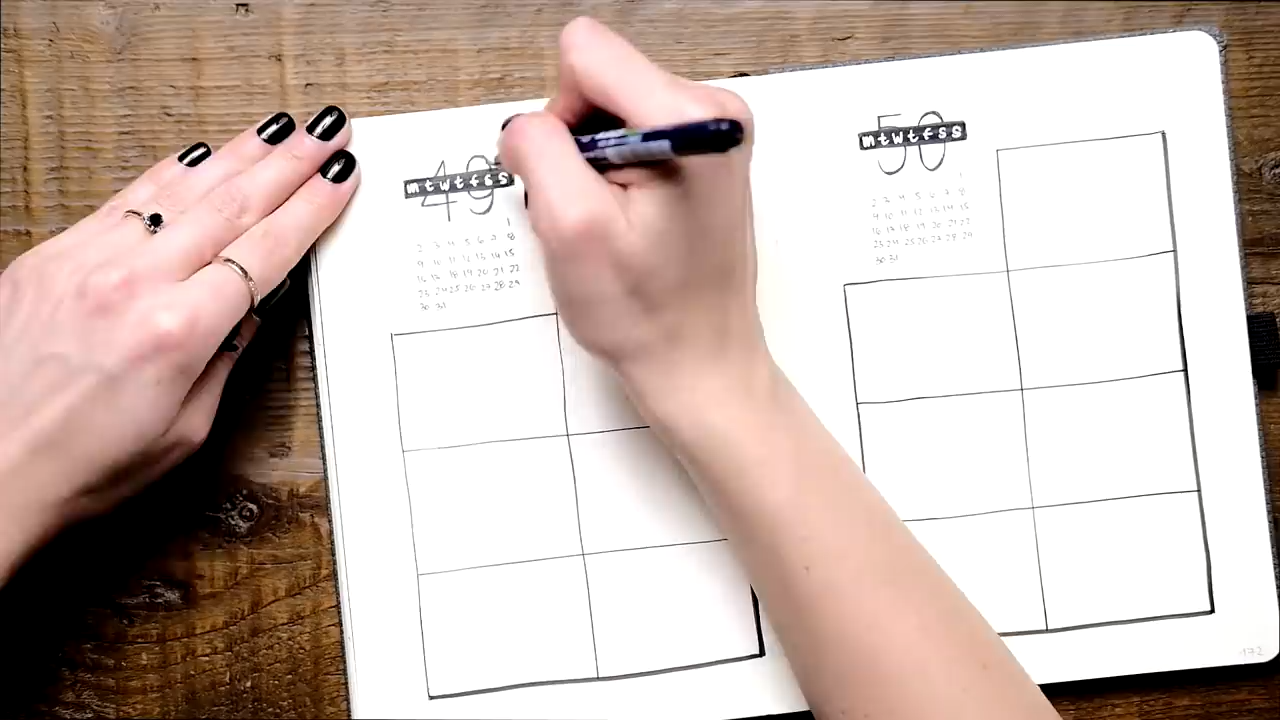 49
m t w t f s s
1
2 3 4 5 6 7 8
9 10 11 12 13 14 15
16 17 18 19 20 21 22
23 24 25 26 27 28 29
30 31
50
m t w t f s s
1
2 3 4 5 6 7 8
9 10 11 12 13 14 15
16 17 18 19 20 21 22
23 24 25 26 27 28 29
30 31
172